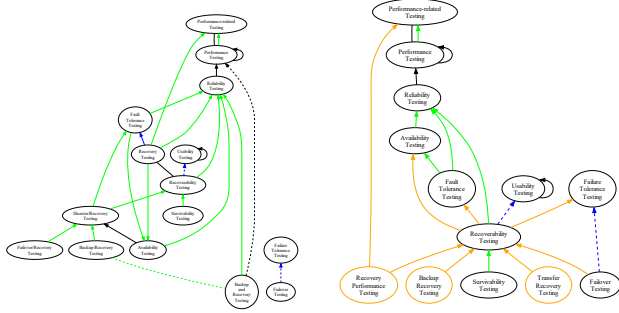 Performance-related
Testing
Performance
Testing
Reliability
Testing
Fault
Tolerance
Testing
Recovery
Testing
Usability
Testing
Recoverability
Testing
Disaster/Recovery
Testing
Survivability
Testing
Failover/Recovery
Testing
Backup/Recovery
Testing
Availability
Testing
Failure
Tolerance
Testing
Backup
and
Recovery
Testing
Failover
Testing
Performance-related
Testing
Performance
Testing
Reliability
Testing
Availability
Testing
Fault
Tolerance
Testing
Usability
Testing
Failure
Tolerance
Testing
Recoverability
Testing
Recovery
Performance
Testing
Backup
Recovery
Testing
Survivability
Testing
Transfer
Recovery
Testing
Failover
Testing